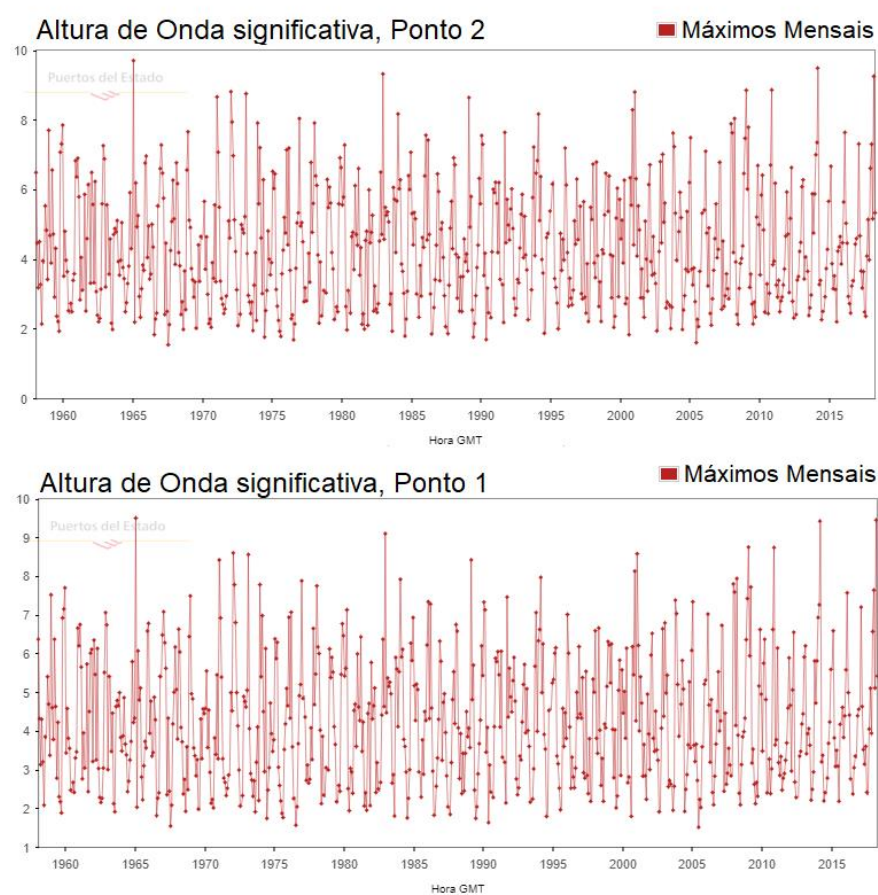 Altura de Onda significativa, Ponto 2
Máximos Mensais
Puertos del Estado
10
8
6
4
2
0
1960 1965 1970 1975 1980 1985 1990 1995 2000 2005 2010 2015
Hora GMT
Altura de Onda significativa, Ponto 1
Máximos Mensais
Puertos del Estado
10
9
8
7
6
5
4
3
2
1
1960 1965 1970 1975 1980 1985 1990 1995 2000 2005 2010 2015
Hora GMT